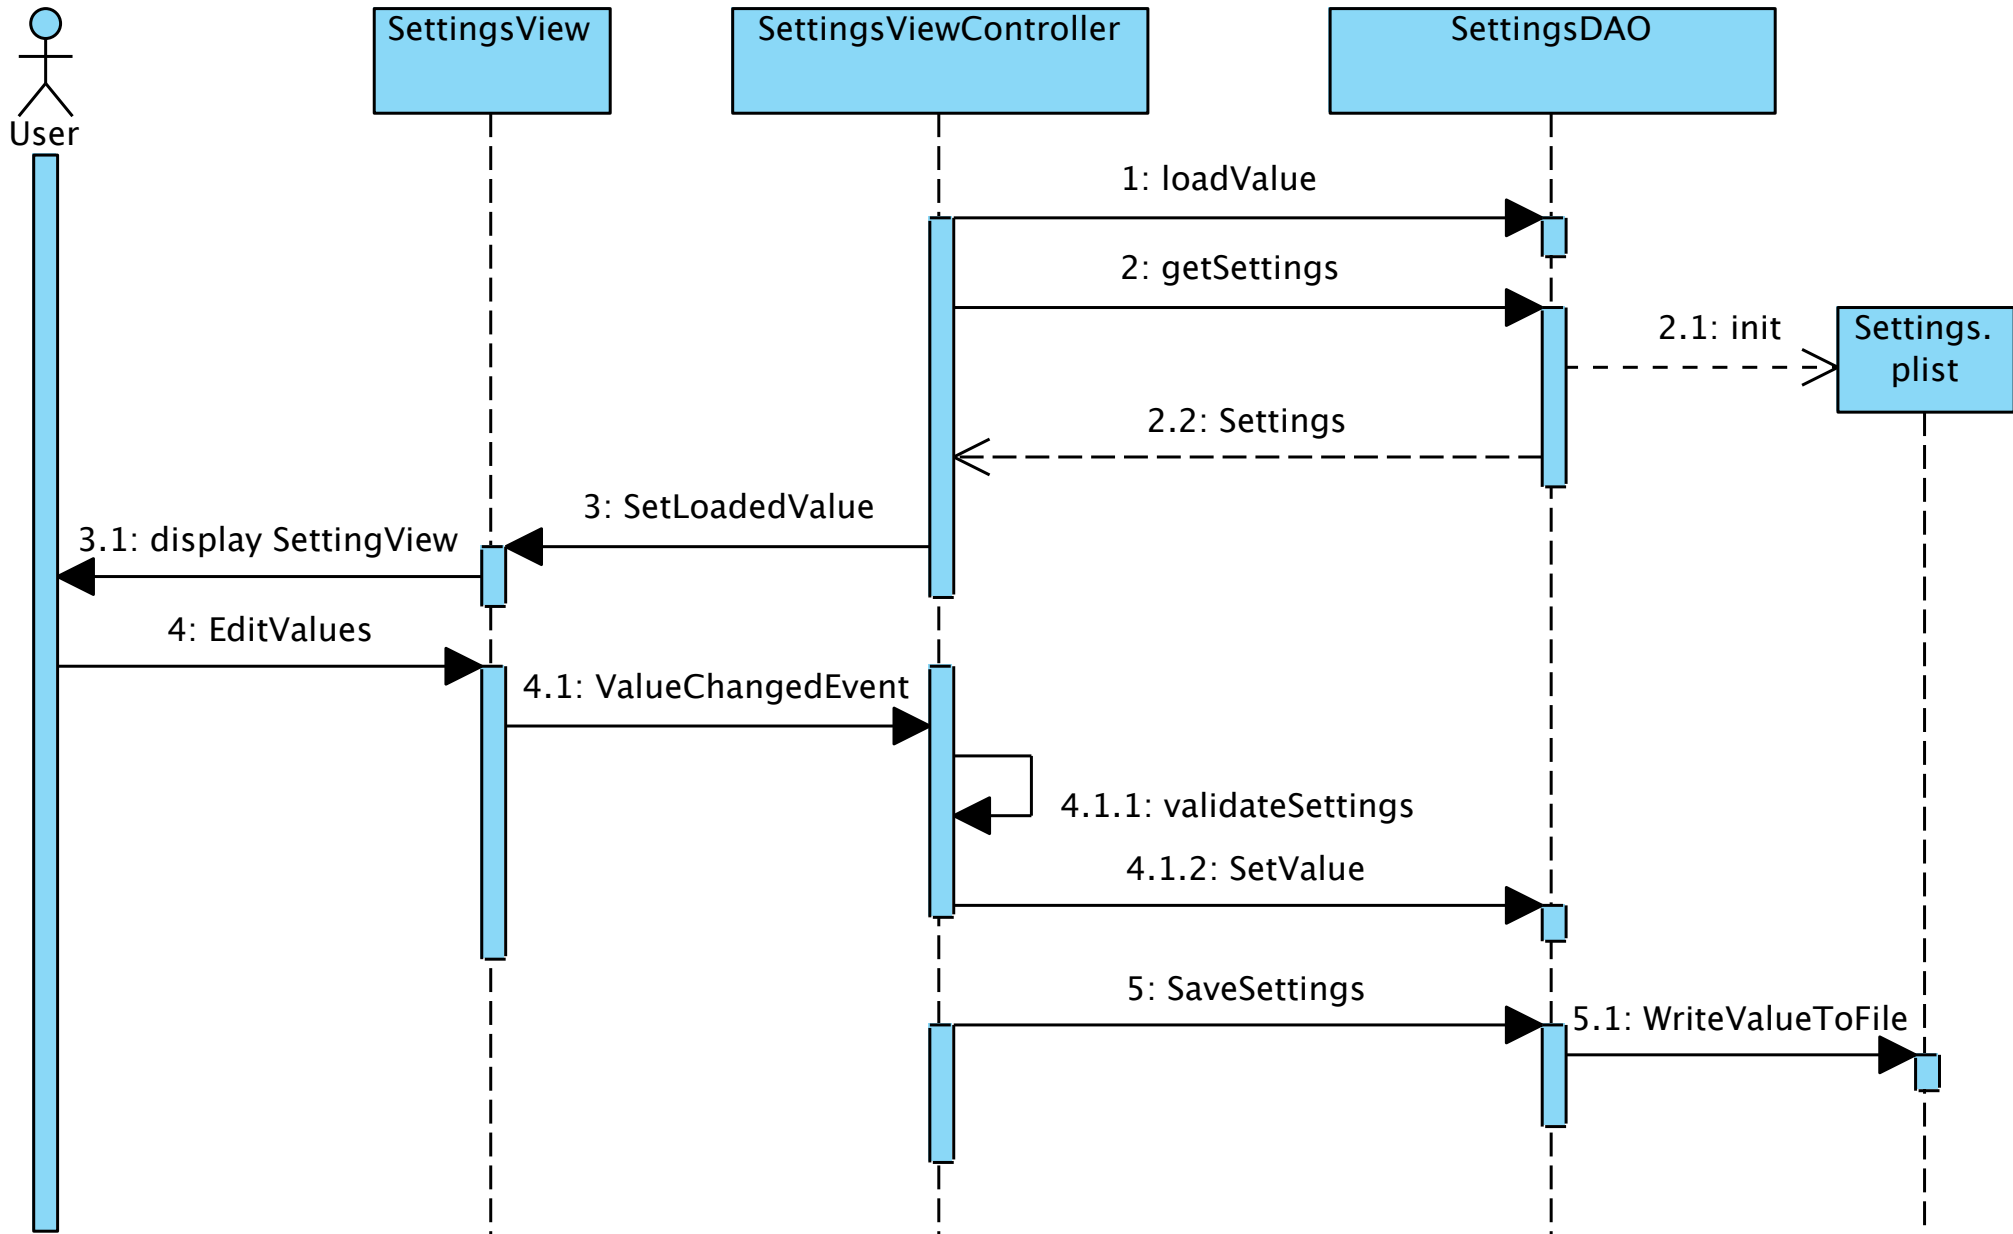 SettingsView
SettingsViewController
SettingsDAO
User
1: loadValue
2: getSettings
2.1: init
Settings.
plist
2.2: Settings
3: SetLoadedValue
3.1: display SettingView
4: EditValues
4.1: ValueChangedEvent
4.1.1: validateSettings
4.1.2: SetValue
5: SaveSettings
5.1: WriteValueToFile